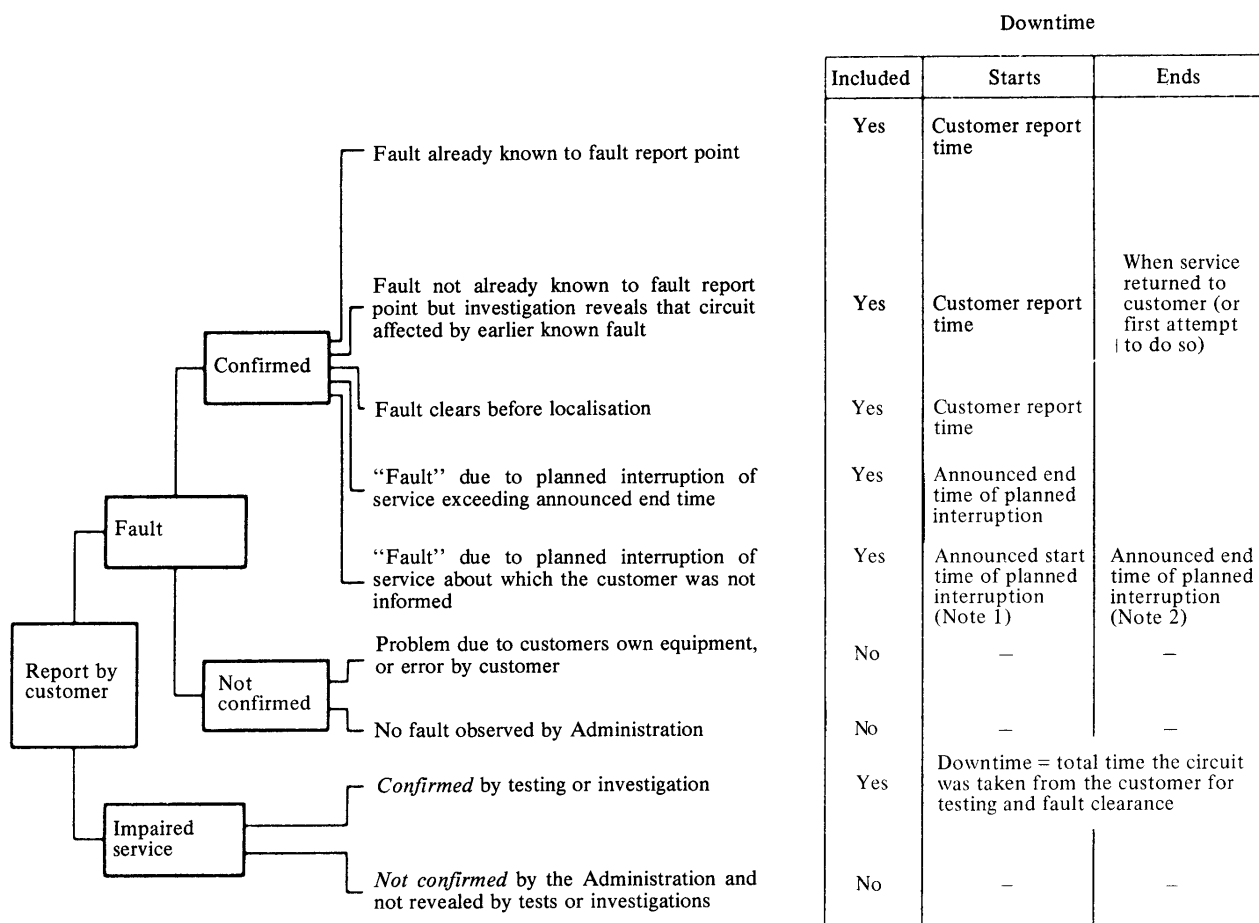 Downtime
Included Starts Ends
Fault already known to fault report point
Yes
Customer report
time
Fault not already known to fault report
point but investigation reveals that circuit
affected by earlier known fault
Yes
Customer report
time
When service
returned to
customer (or
first attempt
to do so)
Confirmed
Fault clears before localisation
Yes
Customer report
time
“Fault” due to planned interruption of
service exceeding announced end time
Yes
Announced end
time of planned
interruption
Fault
“Fault” due to planned interruption of
service about which the customer was not
informed
Yes
Announced start
time of planned
interruption
(Note 1)
Announced end
time of planned
interruption
(Note 2)
Report by
customer
Not
confirmed
Problem due to customers own equipment,
or error by customer
No – –
No fault observed by Administration
No – –
Impaired
service
Confirmed by testing or investigation
Yes
Downtime = total time the circuit
was taken from the customer for
testing and fault clearance
Not confirmed by the Administration and
not revealed by tests or investigations
No – –